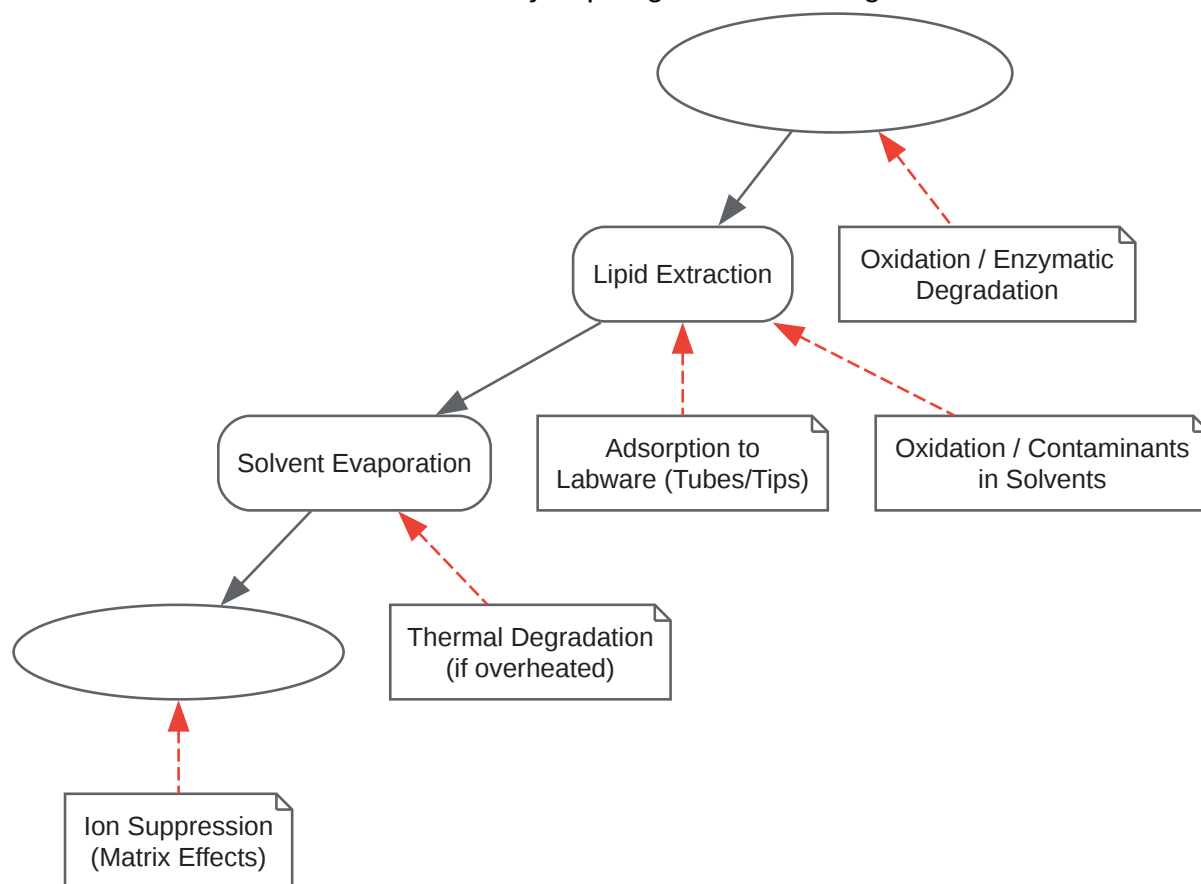 Lipid Extraction
Oxidation / Enzymatic
Degradation
Solvent Evaporation
Adsorption to
Labware (Tubes/Tips)
Oxidation / Contaminants
in Solvents
Thermal Degradation
(if overheated)
Ion Suppression
(Matrix Effects)